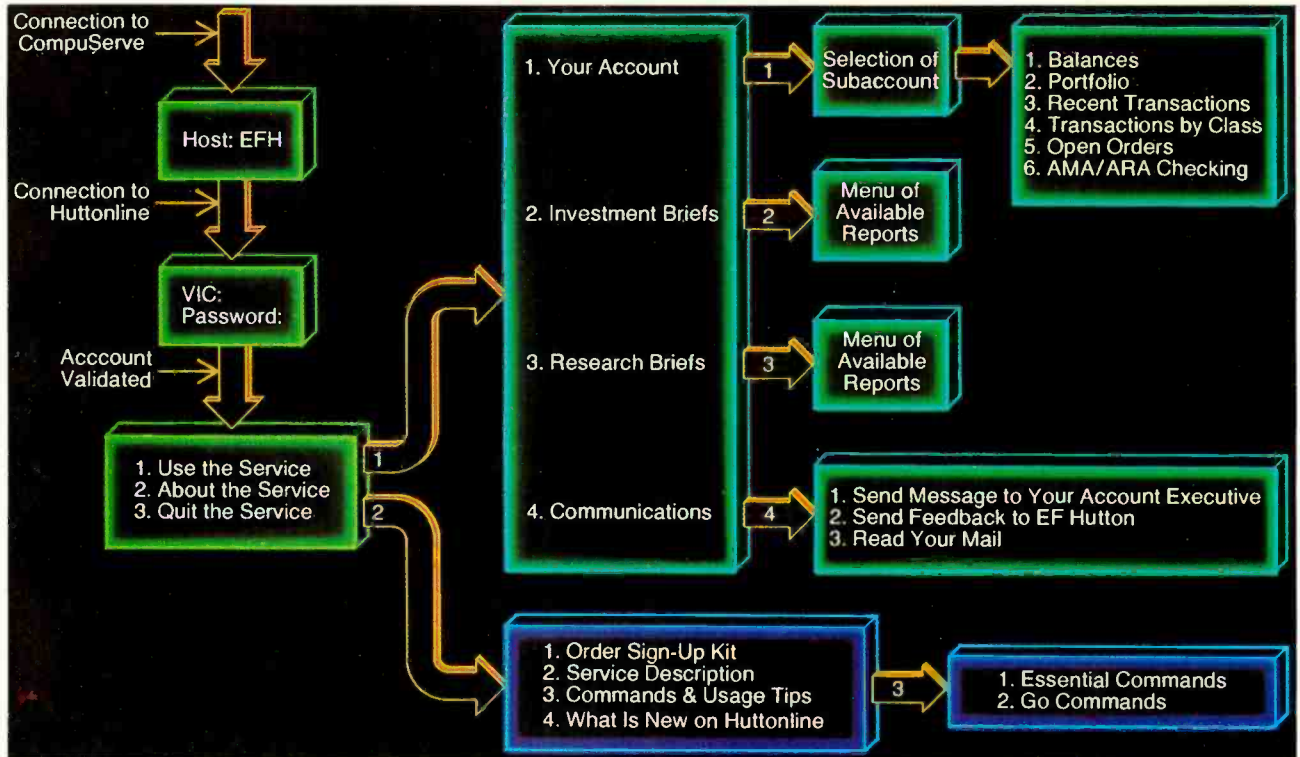 Connection to
CompuServe
Host: EFH
Connection to
Huttonline
VIC:
Password:
Acccount
Validated
1. Use the Service
2. About the Service
3. Quit the Service
1
2
1. Your Account
2. Investment Briefs
3. Research Briefs
4. Communications
1
Selection of
Subaccount
1. Balances
2. Portfolio
3. Recent Transactions
4. Transactions by Class
5. Open Orders
6. AMA/ARA Checking
2
Menu of
Available
Reports
3
Menu of
Available
Reports
4
1. Send Message to Your Account Executive
2. Send Feedback to EF Hutton
3. Read Your Mail
1. Order Sign-Up Kit
2. Service Description
3. Commands & Usage Tips
4. What Is New on Huttonline
3
1. Essential Commands
2. Go Commands